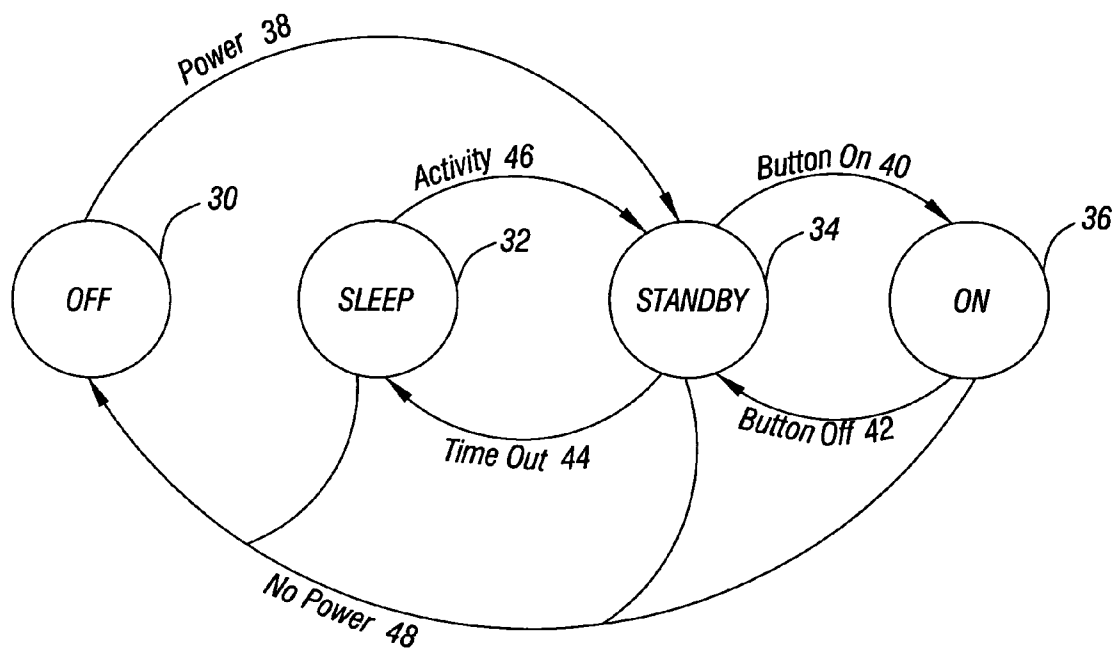 Power 38
Activity 46
Button On 40
30
32
34
36
OFF
SLEEP
STANDBY
ON
Button Off 42
Time Out 44
No Power 48